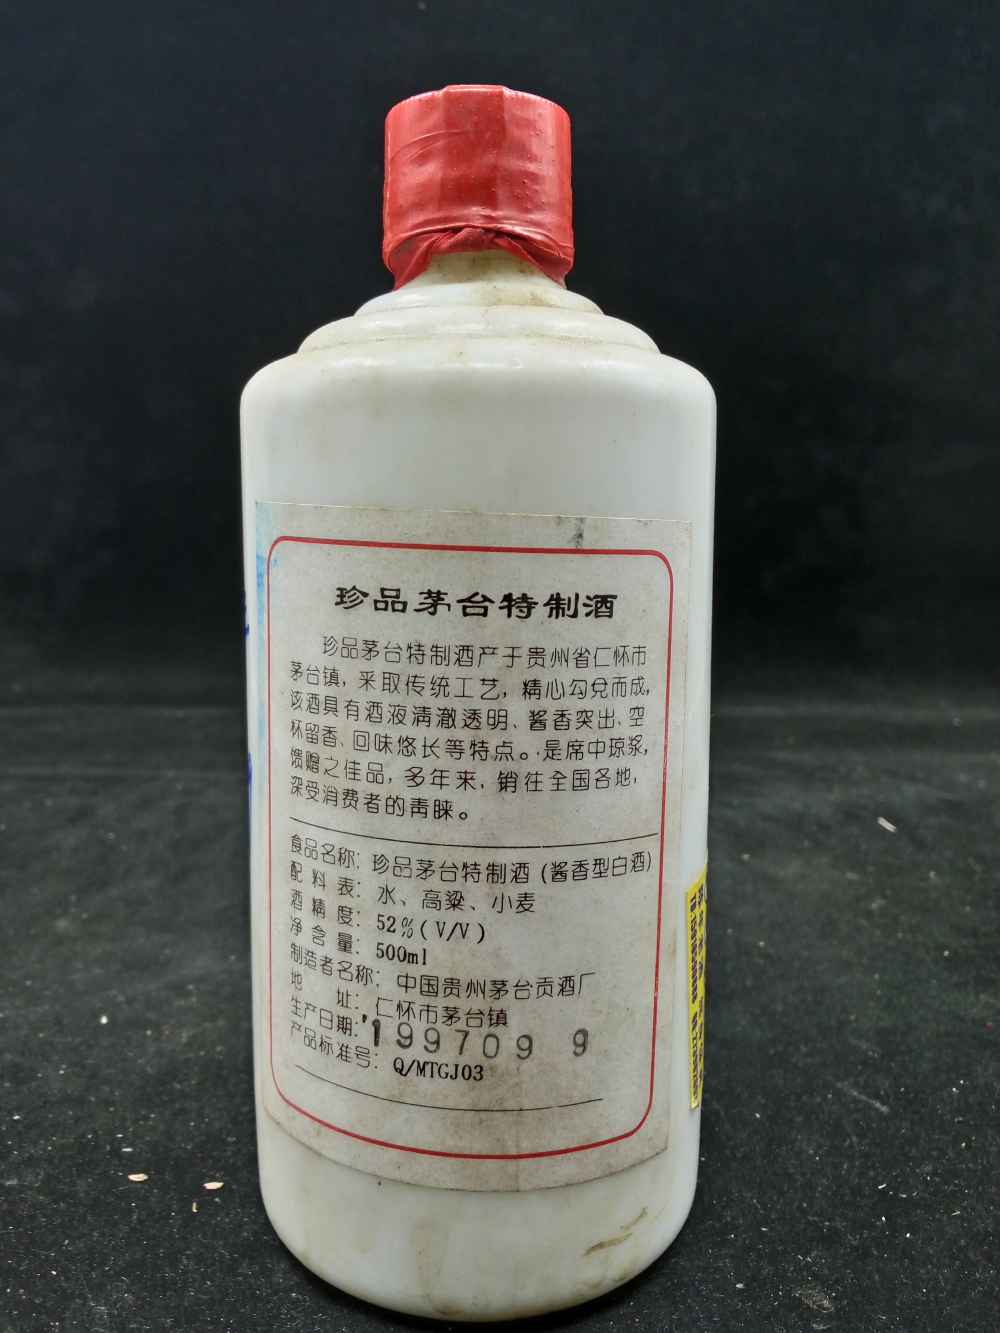 珍品茅台特制酒
珍品茅台特制酒产于贵州省仁怀市
茅台镇，采取传统工艺，精心勾兑而成，
该酒具有酒液清澈透明、酱香突出、空
杯留香、回味悠长等特点。是席中琼浆，
馈赠之佳品，多年来，销往全国各地，
深受消费者的青睐。
食品名称：珍品茅台特制酒（酱香型白酒）
配料表：水、高粱、小麦
酒精度：52%(V/V)
净含量：500ml
制造者名称：中国贵州茅台贡酒厂
地址：仁怀市茅台镇
生产日期：199709 9
产品标准号：Q/MTGJ03